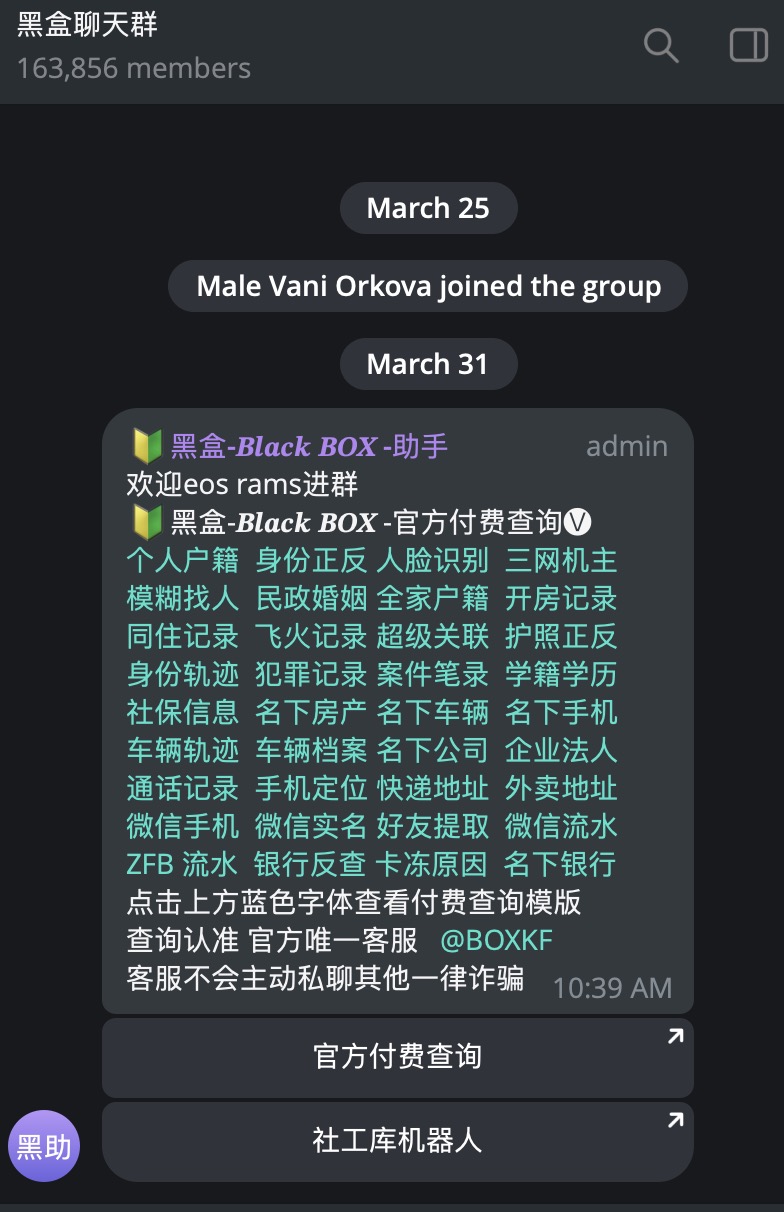 黑盒聊天群
163,856 members
March 25
Male Vani Orkova joined the group
March 31
🔰 黑盒-Black BOX -助手 admin
欢迎eos rams进群
🔰 黑盒-Black BOX -官方付费查询Ⓥ
个人户籍 身份正反 人脸识别 三网机主
模糊找人 民政婚姻 全家户籍 开房记录
同住记录 飞火记录 超级关联 护照正反
身份轨迹 犯罪记录 案件笔录 学籍学历
社保信息 名下房产 名下车辆 名下手机
车辆轨迹 车辆档案 名下公司 企业法人
通话记录 手机定位 快递地址 外卖地址
微信手机 微信实名 好友提取 微信流水
ZFB 流水 银行反查 卡冻原因 名下银行
点击上方蓝色字体查看付费查询模版
查询认准 官方唯一客服 @BOXKF
客服不会主动私聊其他一律诈骗 10:39 AM
官方付费查询
社工库机器人
黑助